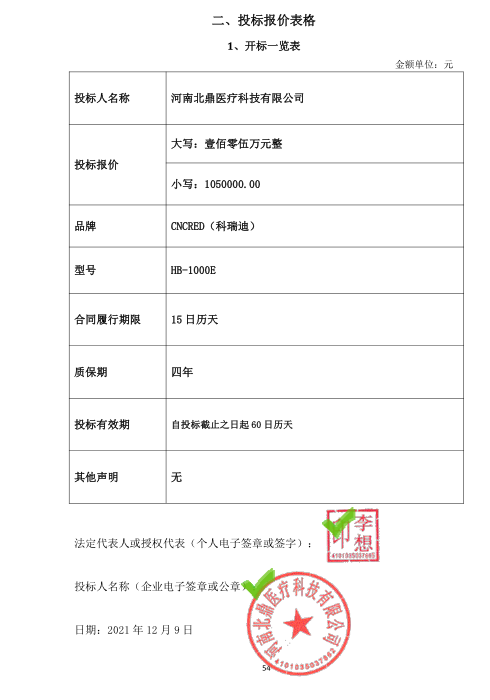 二、投标报价表格
1、开标一览表
金额单位：元
投标人名称
河南北鼎医疗科技有限公司
投标报价
大写：壹佰零伍万元整
小写：1050000.00
品牌
CNCRED（科瑞迪）
型号
HB-1000E
合同履行期限
15日历天
质保期
四年
投标有效期
自投标截止之日起60日历天
其他声明
无
法定代表人或授权代表（个人电子签章或签字）：
李想印
投标人名称（企业电子签章或公章）
河南北鼎医疗科技有限公司
日期：2021年12月9日
54